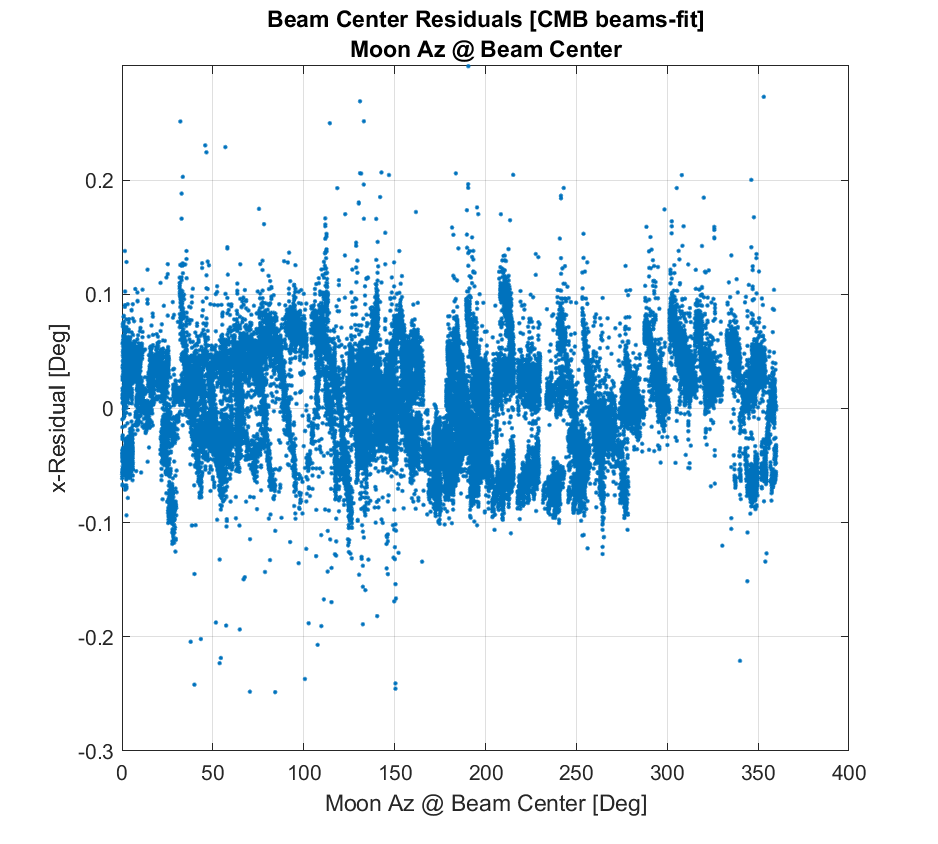 Beam Center Residuals [CMB beams-fit]
Moon Az @ Beam Center
x-Residual [Deg]
0.2
0.1
0
-0.1
-0.2
-0.3
0 50 100 150 200 250 300 350 400
Moon Az @ Beam Center [Deg]